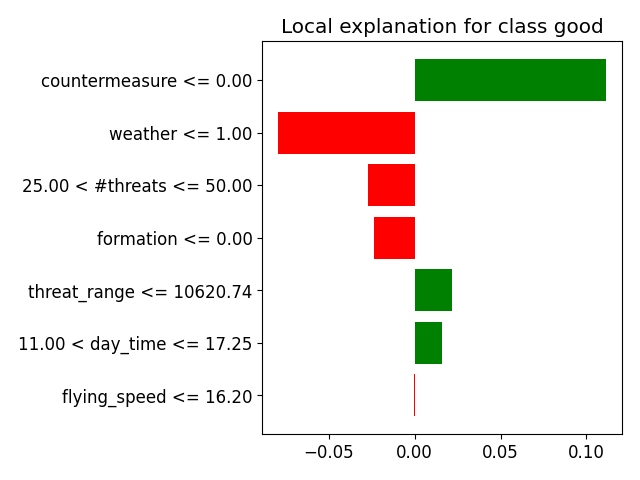 Local explanation for class good
countermeasure <= 0.00
weather <= 1.00
25.00 < #threats <= 50.00
formation <= 0.00
threat_range <= 10620.74
11.00 < day_time <= 17.25
flying_speed <= 16.20
−0.05 0.00 0.05 0.10